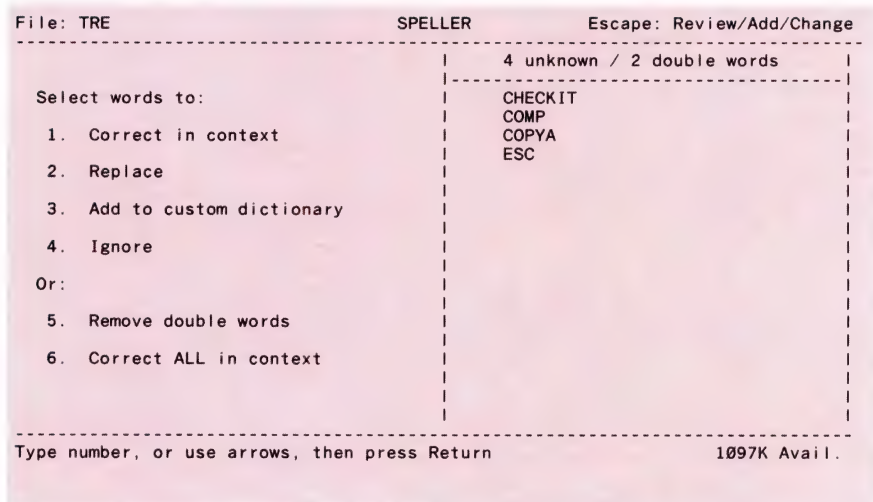 File: TRE SPELLER Escape: Review/Add/Change
4 unknown / 2 double words
Select words to:
1. Correct in context
2. Replace
3. Add to custom dictionary
4. Ignore
Or:
5. Remove double words
6. Correct ALL in context
CHECKIT
COMP
COPYA
ESC
Type number, or use arrows, then press Return 1097K Avail.